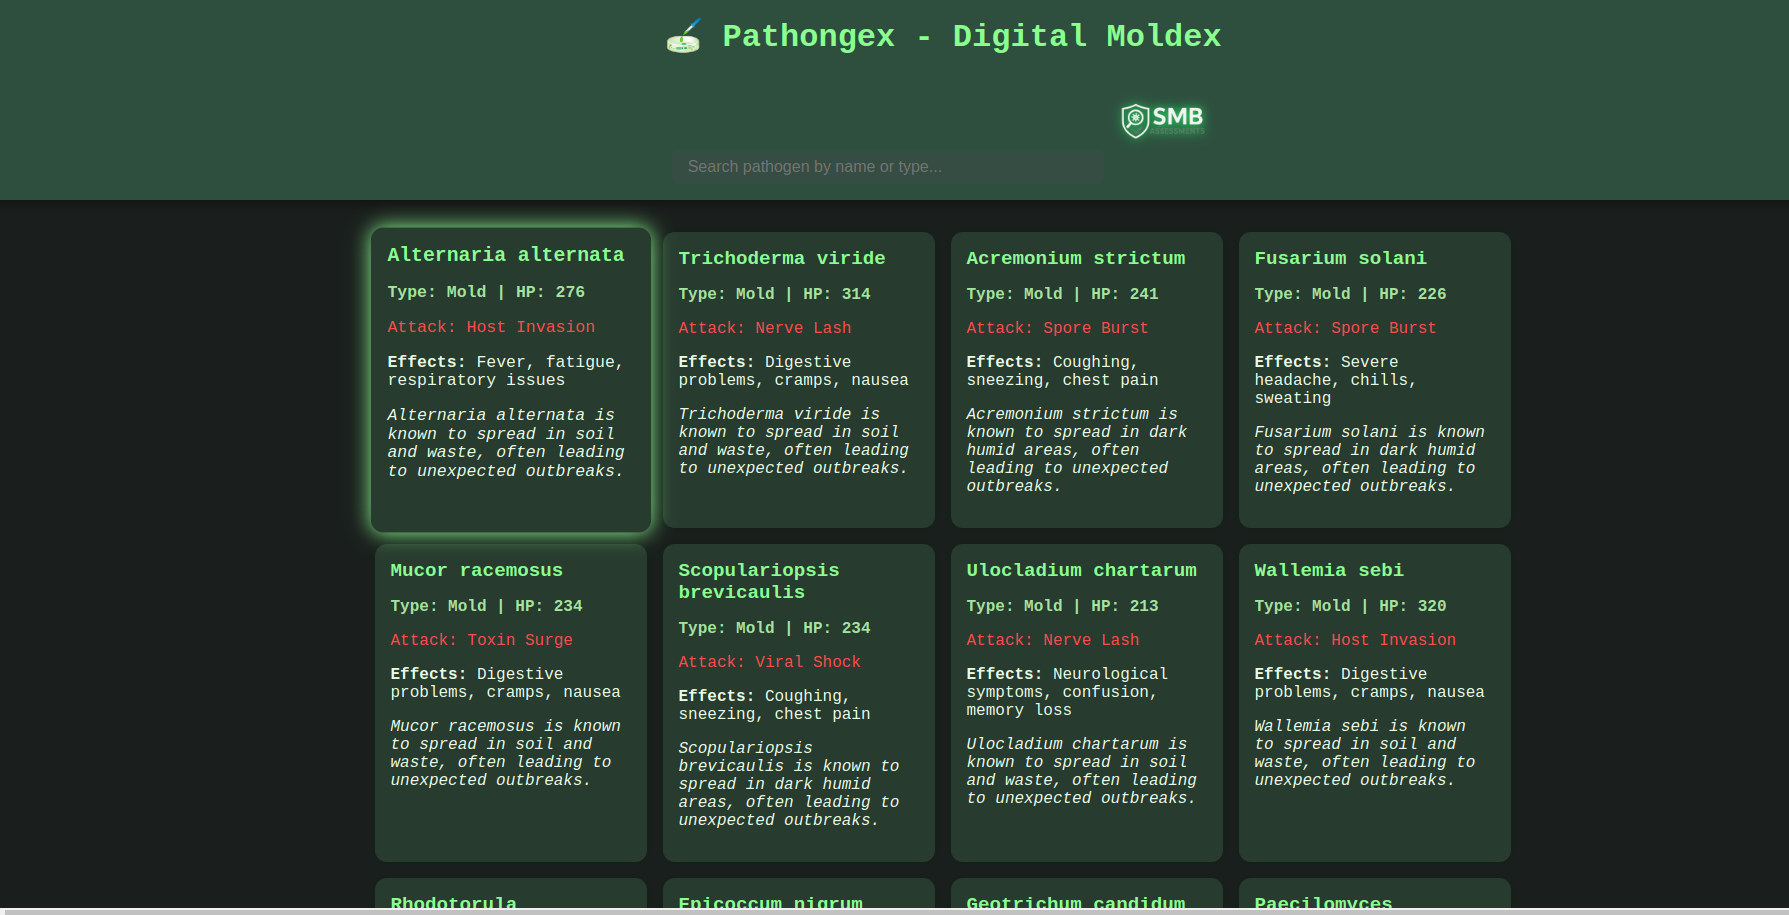 Pathongex - Digital Moldex
SMB
ASSESSMENTS
Search pathogen by name or type...
Alternaria alternata
Type: Mold | HP: 276
Attack: Host Invasion
Effects: Fever, fatigue,
respiratory issues
Alternaria alternata is
known to spread in soil
and waste, often leading
to unexpected outbreaks.
Trichoderma viride
Type: Mold | HP: 314
Attack: Nerve Lash
Effects: Digestive
problems, cramps, nausea
Trichoderma viride is
known to spread in soil
and waste, often leading
to unexpected outbreaks.
Acremonium strictum
Type: Mold | HP: 241
Attack: Spore Burst
Effects: Coughing,
sneezing, chest pain
Acremonium strictum is
known to spread in dark
humid areas, often
leading to unexpected
outbreaks.
Fusarium solani
Type: Mold | HP: 226
Attack: Spore Burst
Effects: Severe
headache, chills,
sweating
Fusarium solani is known
to spread in dark humid
areas, often leading to
unexpected outbreaks.
Mucor racemosus
Type: Mold | HP: 234
Attack: Toxin Surge
Effects: Digestive
problems, cramps, nausea
Mucor racemosus is known
to spread in soil and
waste, often leading to
unexpected outbreaks.
Scopulariopsis
brevicaulis
Type: Mold | HP: 234
Attack: Viral Shock
Effects: Coughing,
sneezing, chest pain
Scopulariopsis
brevicaulis is known to
spread in dark humid
areas, often leading to
unexpected outbreaks.
Ulocladium chartarum
Type: Mold | HP: 213
Attack: Nerve Lash
Effects: Neurological
symptoms, confusion,
memory loss
Ulocladium chartarum is
known to spread in soil
and waste, often leading
to unexpected outbreaks.
Wallemia sebi
Type: Mold | HP: 320
Attack: Host Invasion
Effects: Digestive
problems, cramps, nausea
Wallemia sebi is known
to spread in soil and
waste, often leading to
unexpected outbreaks.
Rhodotorula
Epicoccum nigrum
Geotrichum candidum
Paecilomyces